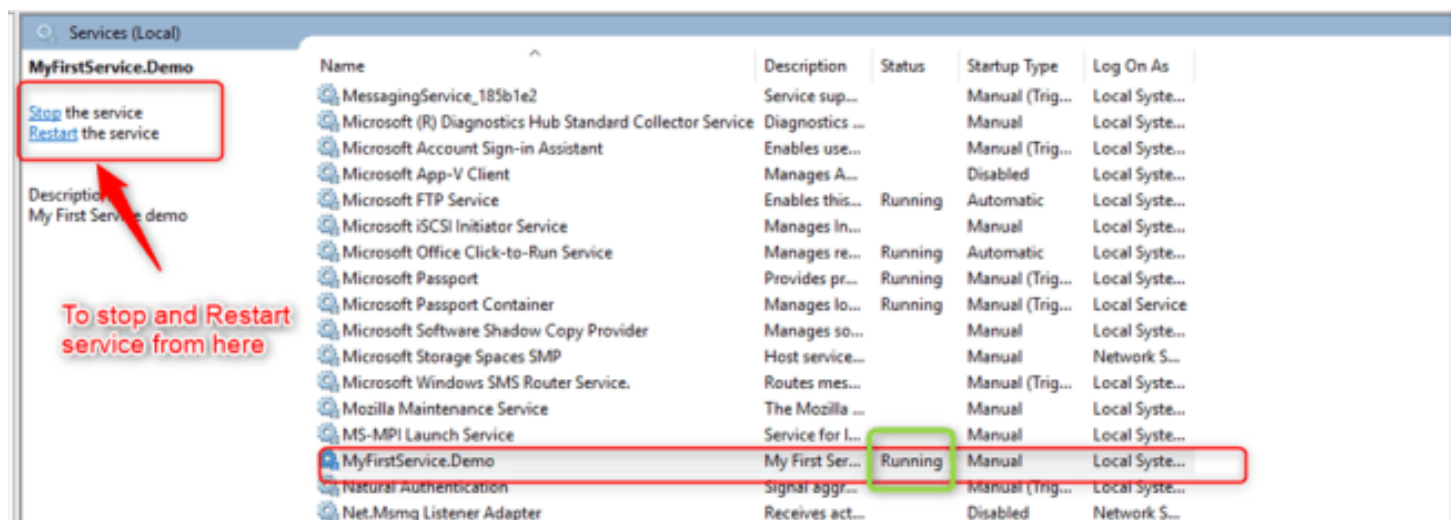 Services (Local)
MyFirstService.Demo
Stop the service
Restart the service
Description
My First Service demo
To stop and Restart
service from here
Name Description Status Startup Type Log On As
MessagingService_185b1e2 Service sup... Manual (Trig... Local Syste...
Microsoft (R) Diagnostics Hub Standard Collector Service Diagnostics ... Manual Local Syste...
Microsoft Account Sign-in Assistant Enables use... Manual (Trig... Local Syste...
Microsoft App-V Client Manages A... Disabled Local Syste...
Microsoft FTP Service Enables this... Running Automatic Local Syste...
Microsoft iSCSI Initiator Service Manages In... Manual Local Syste...
Microsoft Office Click-to-Run Service Manages re... Running Automatic Local Syste...
Microsoft Passport Provides pr... Running Manual (Trig... Local Syste...
Microsoft Passport Container Manages lo... Running Manual (Trig... Local Service
Microsoft Software Shadow Copy Provider Manages so... Manual Local Syste...
Microsoft Storage Spaces SMP Host service... Manual Network S...
Microsoft Windows SMS Router Service. Routes mes... Manual (Trig... Local Syste...
Mozilla Maintenance Service The Mozilla ... Manual Local Syste...
MS-MPI Launch Service Service for l... Manual Local Syste...
MyFirstService.Demo My First Ser... Running Manual Local Syste...
Natural Authentication Signal aggr... Manual (Trig... Local Syste...
Net.Msmq Listener Adapter Receives act... Disabled Network S...